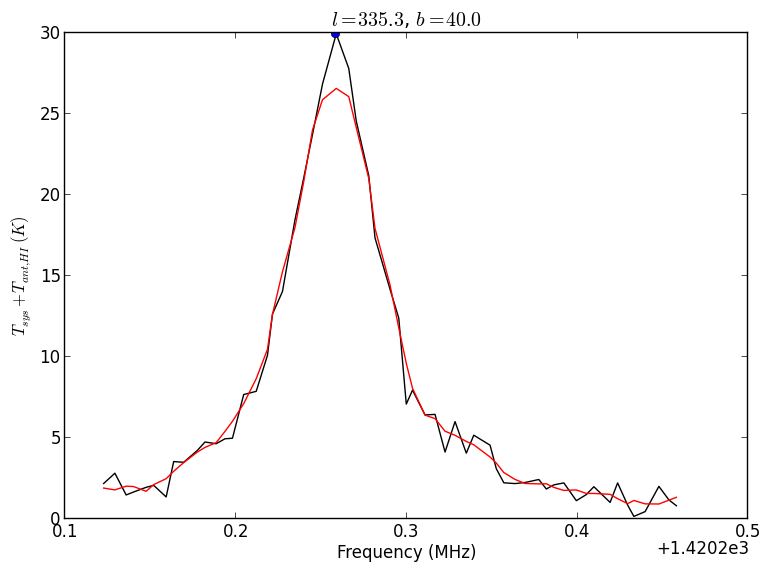 l = 335.3, b = 40.0
T_sys + T_ant,HI (K)
30
25
20
15
10
5
0
0.1 0.2 0.3 0.4 0.5
Frequency (MHz)
+1.4202e3